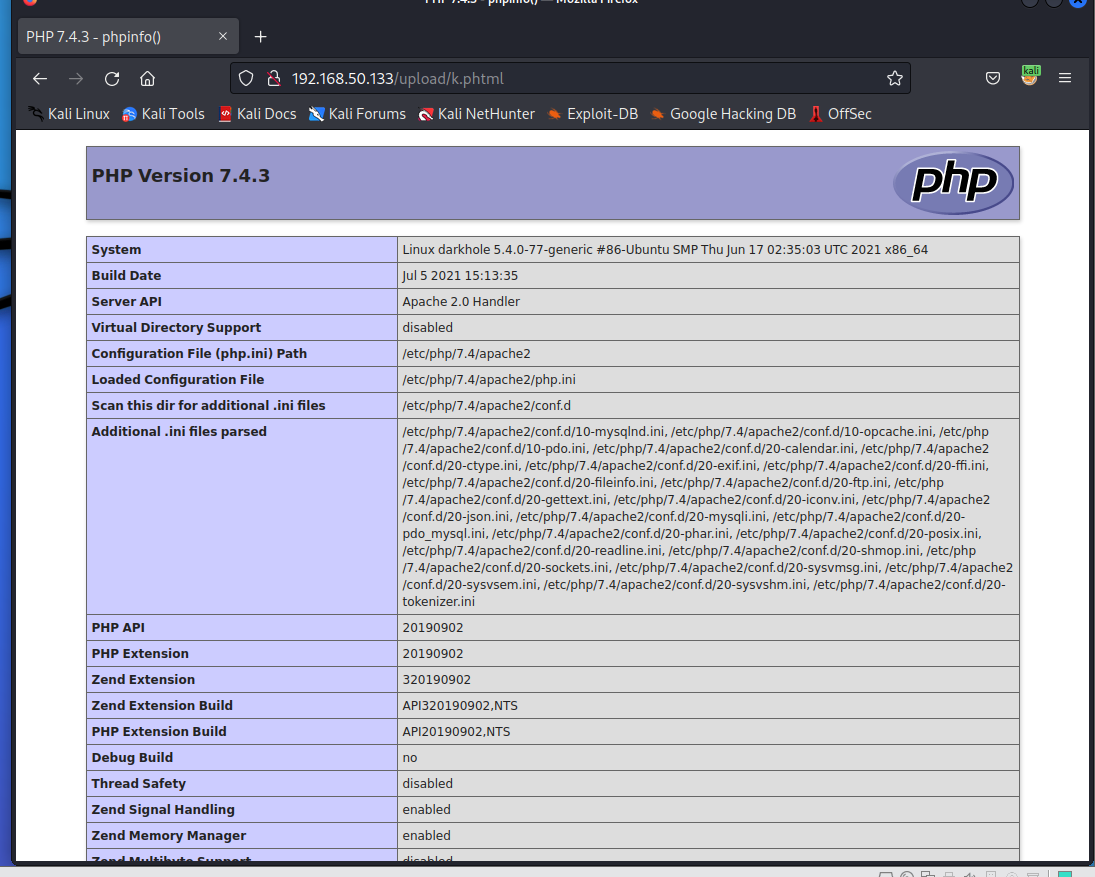 PHP 7.4.3 - phpinfo() — Mozilla Firefox
PHP 7.4.3 - phpinfo()
192.168.50.133/upload/k.phtml
kali
Kali Linux
Kali Tools
Kali Docs
Kali Forums
Kali NetHunter
Exploit-DB
Google Hacking DB
OffSec
PHP Version 7.4.3
php
System Linux darkhole 5.4.0-77-generic #86-Ubuntu SMP Thu Jun 17 02:35:03 UTC 2021 x86_64
Build Date Jul 5 2021 15:13:35
Server API Apache 2.0 Handler
Virtual Directory Support disabled
Configuration File (php.ini) Path /etc/php/7.4/apache2
Loaded Configuration File /etc/php/7.4/apache2/php.ini
Scan this dir for additional .ini files /etc/php/7.4/apache2/conf.d
Additional .ini files parsed /etc/php/7.4/apache2/conf.d/10-mysqlnd.ini, /etc/php/7.4/apache2/conf.d/10-opcache.ini, /etc/php
/7.4/apache2/conf.d/10-pdo.ini, /etc/php/7.4/apache2/conf.d/20-calendar.ini, /etc/php/7.4/apache2
/conf.d/20-ctype.ini, /etc/php/7.4/apache2/conf.d/20-exif.ini, /etc/php/7.4/apache2/conf.d/20-ffi.ini,
/etc/php/7.4/apache2/conf.d/20-fileinfo.ini, /etc/php/7.4/apache2/conf.d/20-ftp.ini, /etc/php
/7.4/apache2/conf.d/20-gettext.ini, /etc/php/7.4/apache2/conf.d/20-iconv.ini, /etc/php/7.4/apache2
/conf.d/20-json.ini, /etc/php/7.4/apache2/conf.d/20-mysqli.ini, /etc/php/7.4/apache2/conf.d/20-
pdo_mysql.ini, /etc/php/7.4/apache2/conf.d/20-phar.ini, /etc/php/7.4/apache2/conf.d/20-posix.ini,
/etc/php/7.4/apache2/conf.d/20-readline.ini, /etc/php/7.4/apache2/conf.d/20-shmop.ini, /etc/php
/7.4/apache2/conf.d/20-sockets.ini, /etc/php/7.4/apache2/conf.d/20-sysvmsg.ini, /etc/php/7.4/apache2
/conf.d/20-sysvsem.ini, /etc/php/7.4/apache2/conf.d/20-sysvshm.ini, /etc/php/7.4/apache2/conf.d/20-
tokenizer.ini
PHP API 20190902
PHP Extension 20190902
Zend Extension 320190902
Zend Extension Build API320190902,NTS
PHP Extension Build API20190902,NTS
Debug Build no
Thread Safety disabled
Zend Signal Handling enabled
Zend Memory Manager enabled
Zend Multibyte Support disabled